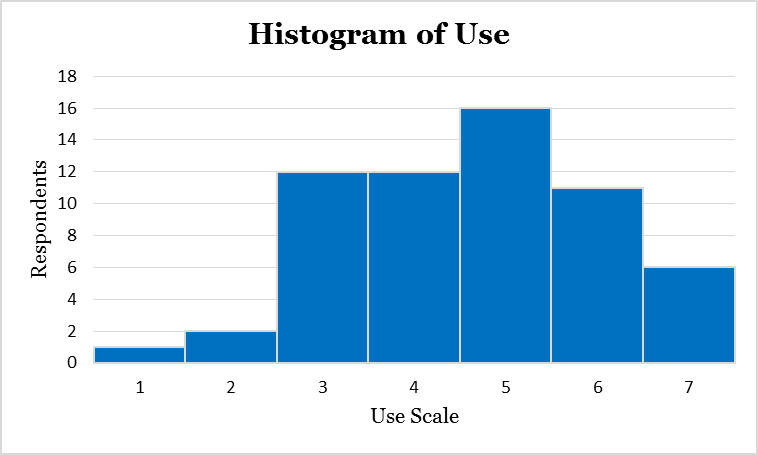 Histogram of Use
18
16
14
12
10
8
6
4
2
0
Respondents
1 2 3 4 5 6 7
Use Scale